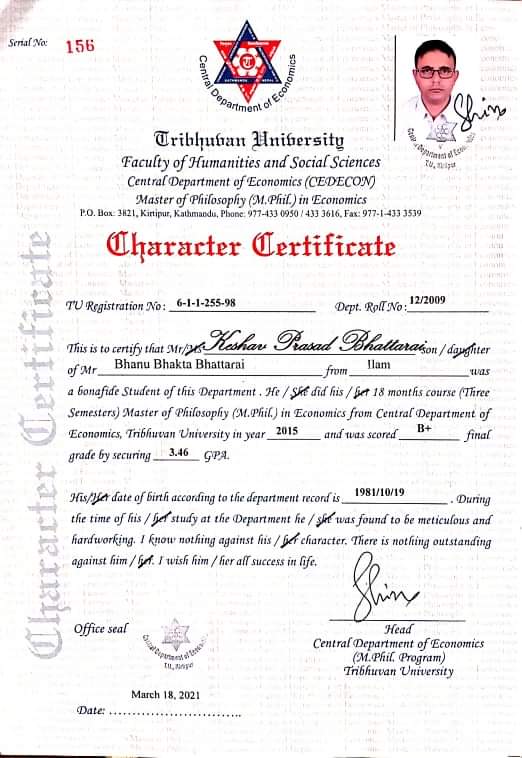 Serial No: 156
Central Department of Economics
Tribhuvan University
Faculty of Humanities and Social Sciences
Central Department of Economics (CEDECON)
Master of Philosophy (M.Phil.) in Economics
P.O. Box: 3821, Kirtipur, Kathmandu, Phone: 977-433 0950 / 433 3616, Fax: 977-1-433 3539
Character Certificate
Character Certificate
TU Registration No : 6-1-1-255-98 Dept. Roll No : 12/2009
This is to certify that Mr/Ms Keshav Prasad Bhattarai son / daughter
of Mr Bhanu Bhakta Bhattarai from Ilam was
a bonafide Student of this Department . He / She did his / her 18 months course (Three
Semesters) Master of Philosophy (M.Phil.) in Economics from Central Department of
Economics, Tribhuvan University in year 2015 and was scored B+ final
grade by securing 3.46 GPA.
His/Her date of birth according to the department record is 1981/10/19 . During
the time of his / her study at the Department he / she was found to be meticulous and
hardworking. I know nothing against his / her character. There is nothing outstanding
against him / her. I wish him / her all success in life.
Office seal
Central Department of Economics
T.U., Kirtipur
Head
Central Department of Economics
(M.Phil. Program)
Tribhuvan University
March 18, 2021
Date: ...........................